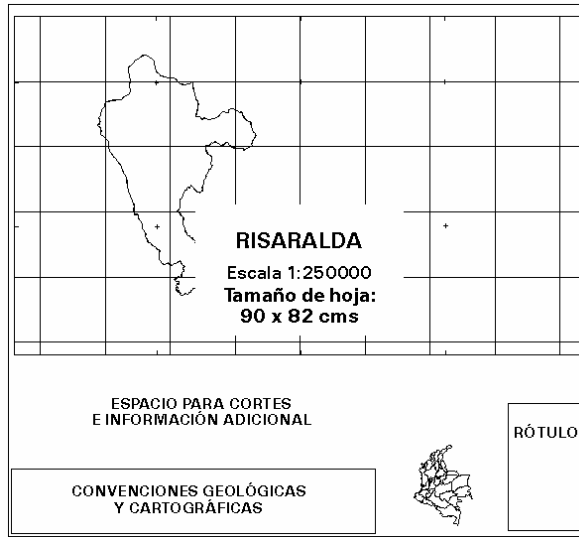 RISARALDA
Escala 1:250000
Tamaño de hoja:
90 x 82 cms
ESPACIO PARA CORTES
E INFORMACIÓN ADICIONAL
RÓTULO
CONVENCIONES GEOLÓGICAS
Y CARTOGRÁFICAS